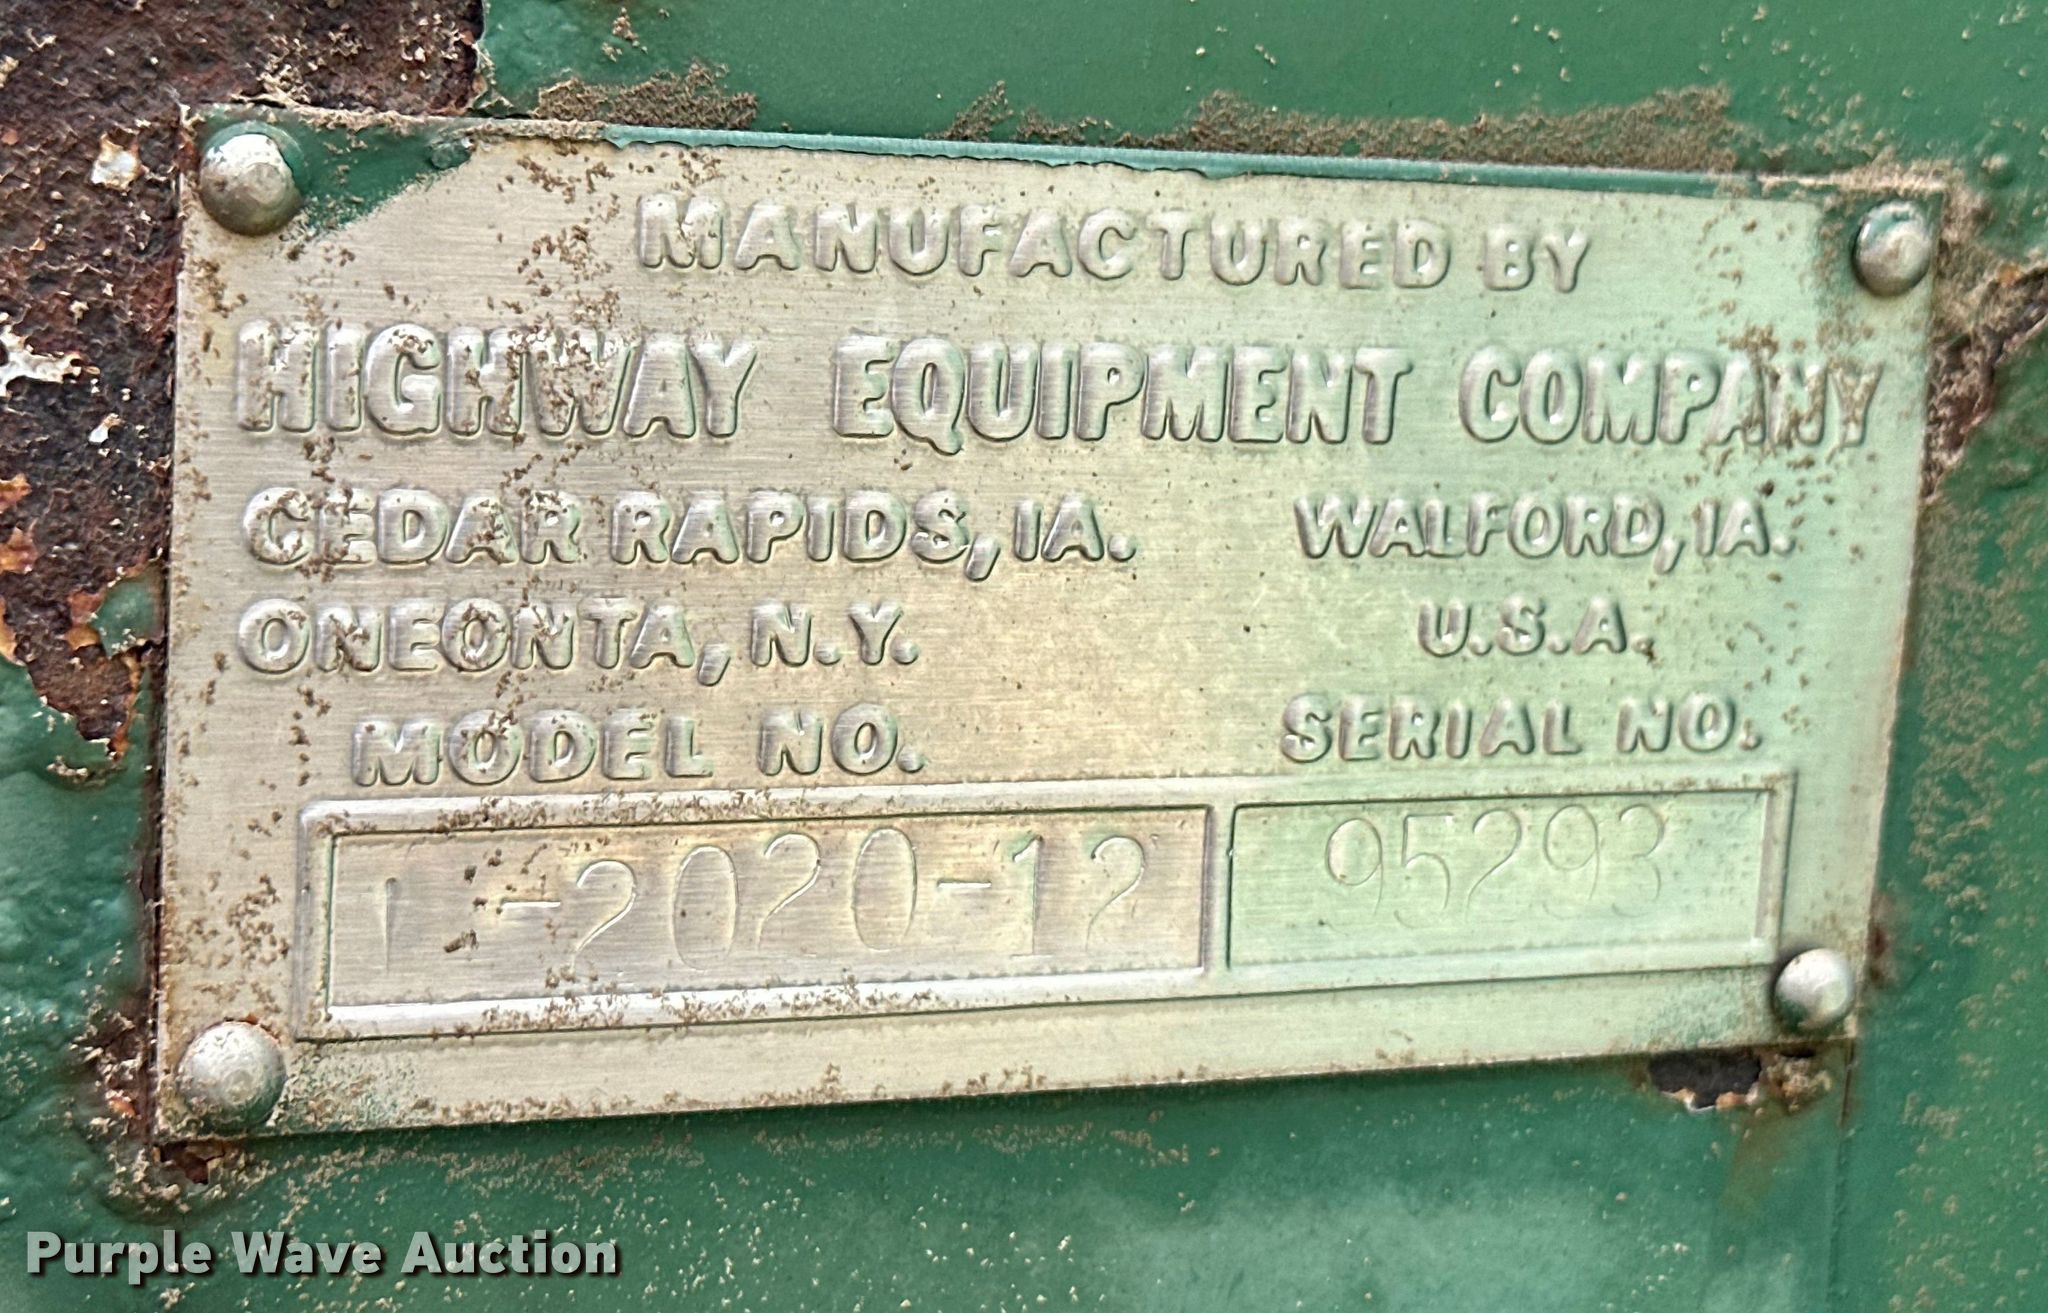 MANUFACTURED BY
HIGHWAY EQUIPMENT COMPANY
CEDAR RAPIDS, IA. WALFORD, IA.
ONEONTA, N.Y. U.S.A.
MODEL NO. SERIAL NO.
-2020-12 95293
Purple Wave Auction